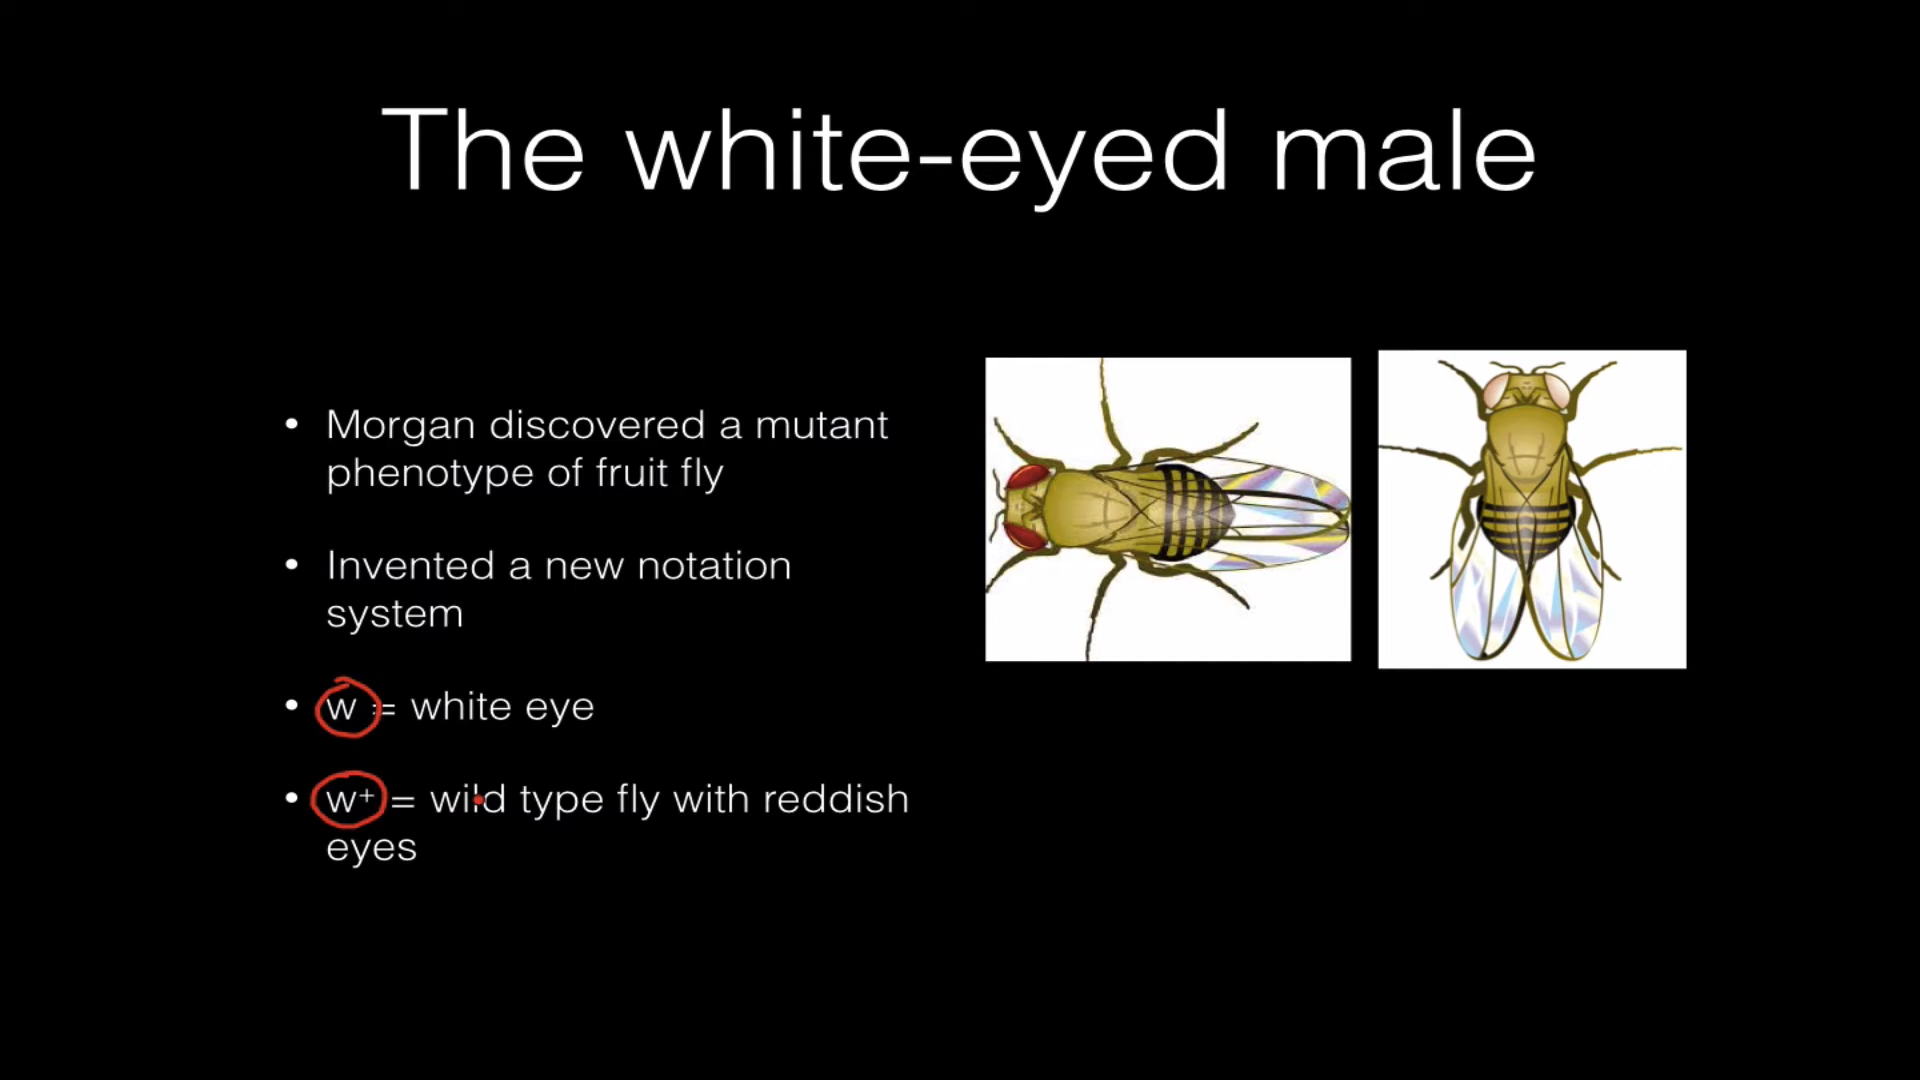 The white-eyed male
• Morgan discovered a mutant
phenotype of fruit fly
• Invented a new notation
system
• w = white eye
• w⁺ = wild type fly with reddish
eyes